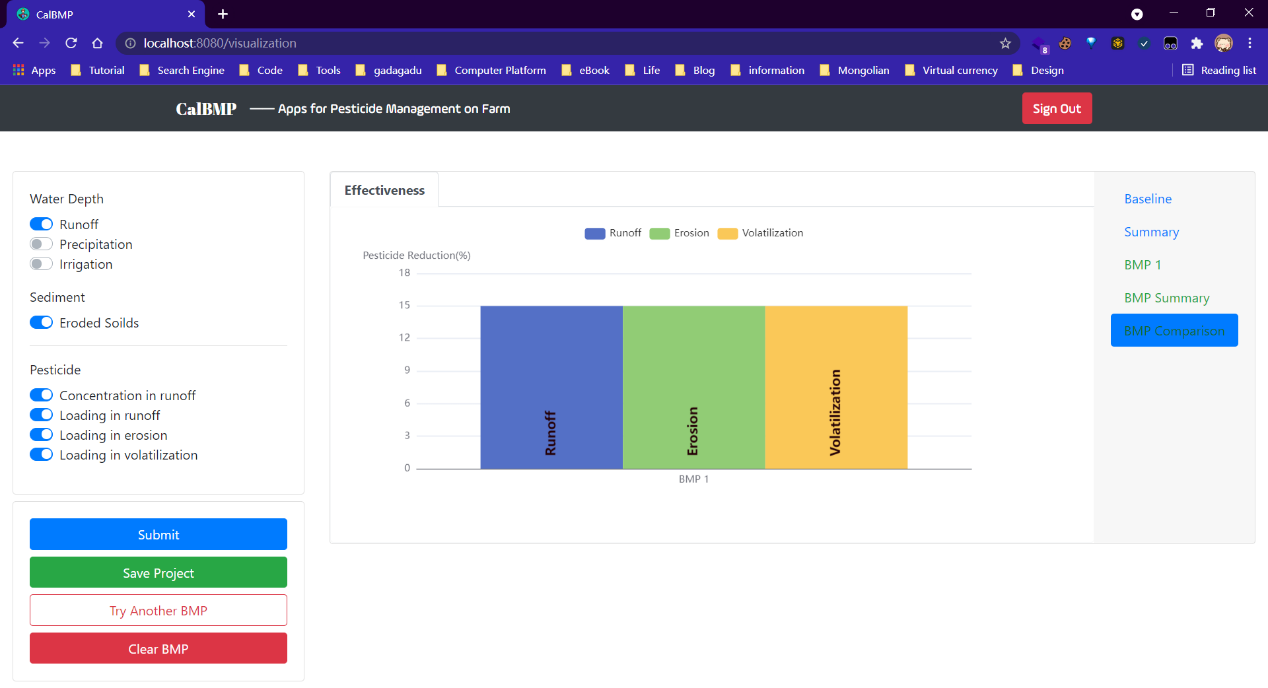 CalBMP
localhost:8080/visualization
8
Apps Tutorial Search Engine Code Tools gadagadu Computer Platform eBook Life Blog information Mongolian Virtual currency Design Reading list
CalBMP —— Apps for Pesticide Management on Farm Sign Out
Water Depth
Runoff
Precipitation
Irrigation
Sediment
Eroded Soilds
Pesticide
Concentration in runoff
Loading in runoff
Loading in erosion
Loading in volatilization
Submit
Save Project
Try Another BMP
Clear BMP
Effectiveness
Runoff Erosion Volatilization
Pesticide Reduction(%)
18
15
12
9
6
3
0
Runoff
Erosion
Volatilization
BMP 1
Baseline
Summary
BMP 1
BMP Summary
BMP Comparison